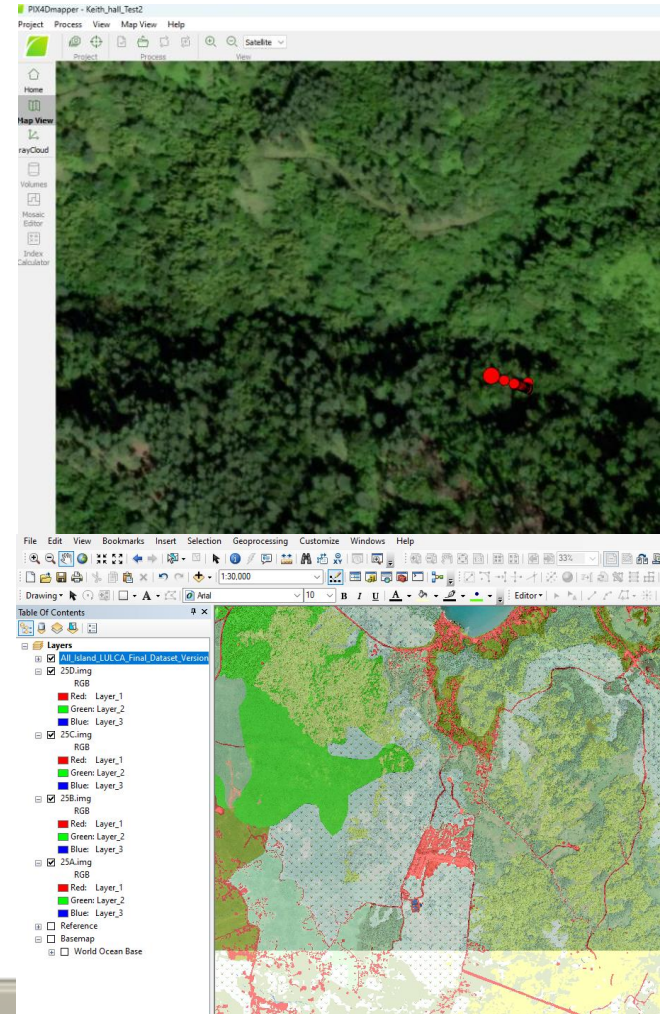 PIX4Dmapper - Keith_hall_Test2
Project Process View Map View Help
Satellite
Project Process View
Home
Map View
rayCloud
Volumes
Mosaic
Editor
Index
Calculator
File Edit View Bookmarks Insert Selection Geoprocessing Customize Windows Help
33%
1:30,000
Drawing Arial 10 B I U A Editor
Table Of Contents
Layers
All_Island_LULCA_Final_Dataset_Version
25D.img
RGB
Red: Layer_1
Green: Layer_2
Blue: Layer_3
25C.img
RGB
Red: Layer_1
Green: Layer_2
Blue: Layer_3
25B.img
RGB
Red: Layer_1
Green: Layer_2
Blue: Layer_3
25A.img
RGB
Red: Layer_1
Green: Layer_2
Blue: Layer_3
Reference
Basemap
World Ocean Base